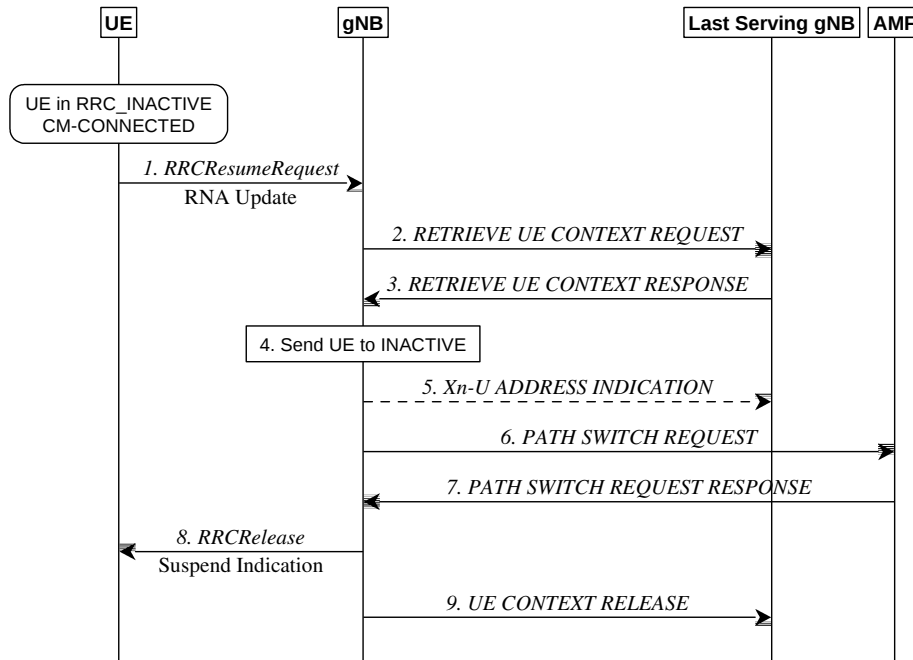 UE
gNB
Last Serving gNB
AMF
UE in RRC_INACTIVE
CM-CONNECTED
1. RRCResumeRequest
RNA Update
2. RETRIEVE UE CONTEXT REQUEST
3. RETRIEVE UE CONTEXT RESPONSE
4. Send UE to INACTIVE
5. Xn-U ADDRESS INDICATION
6. PATH SWITCH REQUEST
7. PATH SWITCH REQUEST RESPONSE
8. RRCRelease
Suspend Indication
9. UE CONTEXT RELEASE